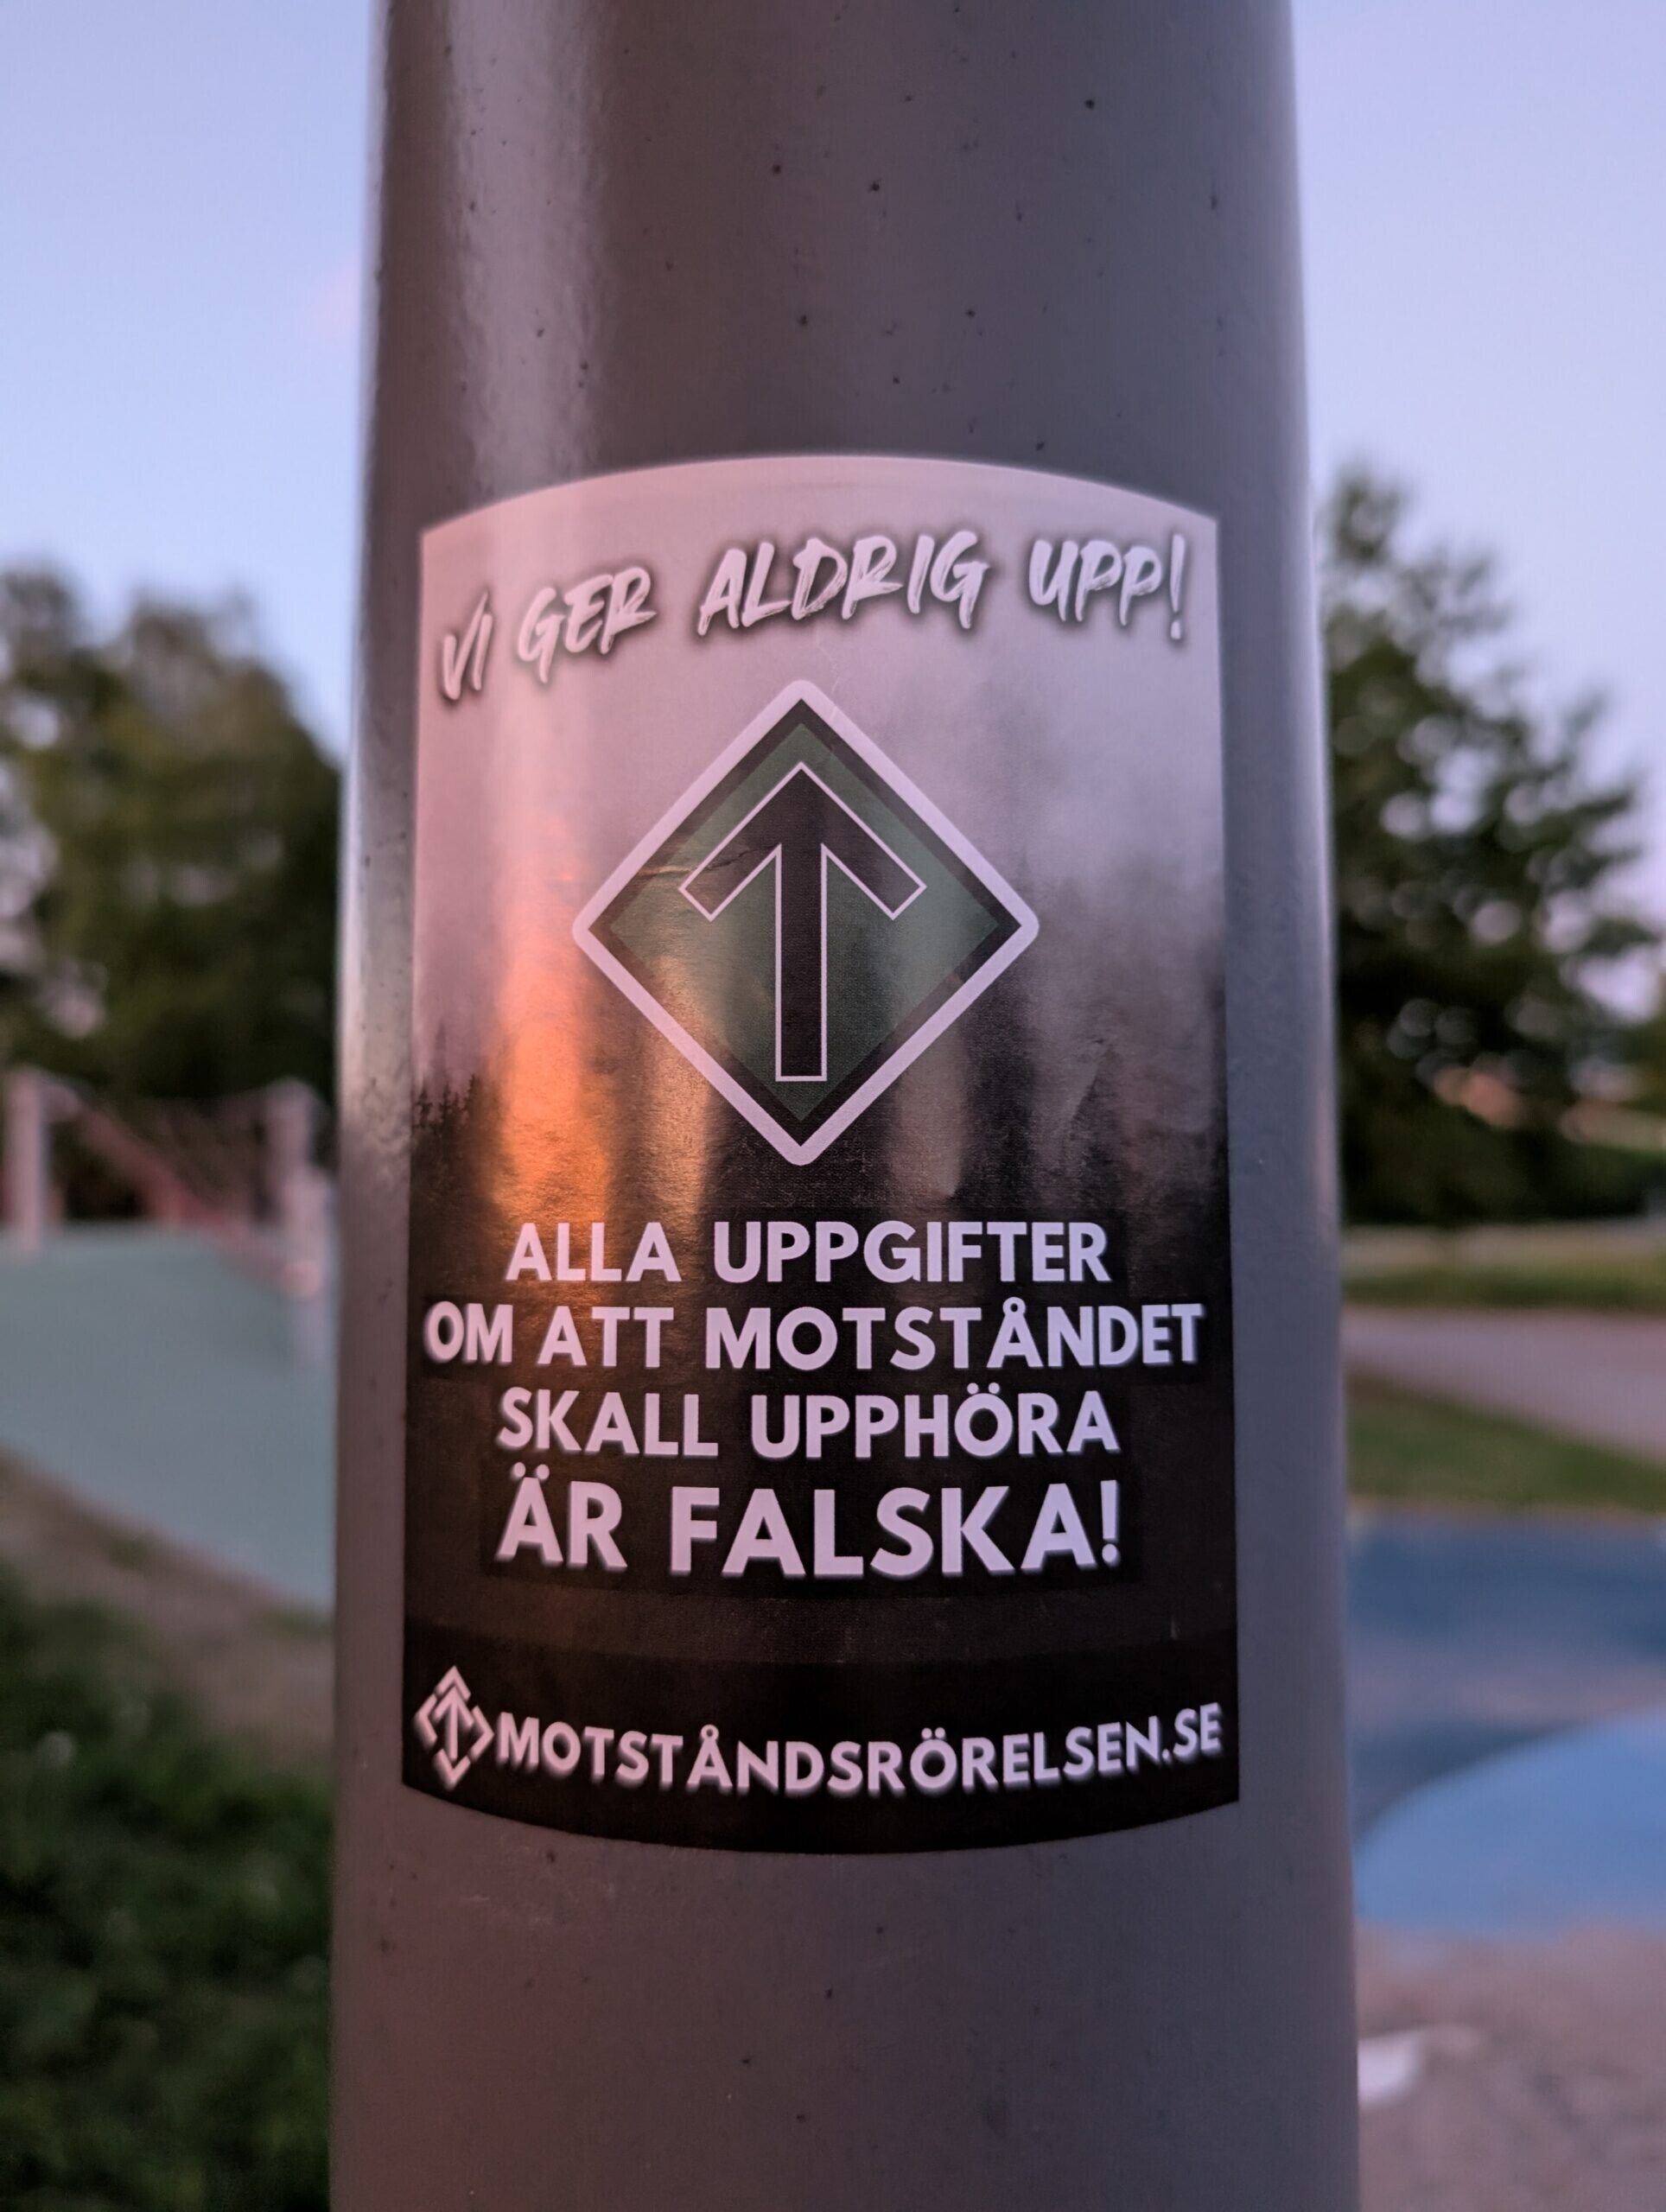 VI GER ALDRIG UPP!
ALLA UPPGIFTER
OM ATT MOTSTÅNDET
SKALL UPPHÖRA
ÄR FALSKA!
MOTSTÅNDSRÖRELSEN.SE